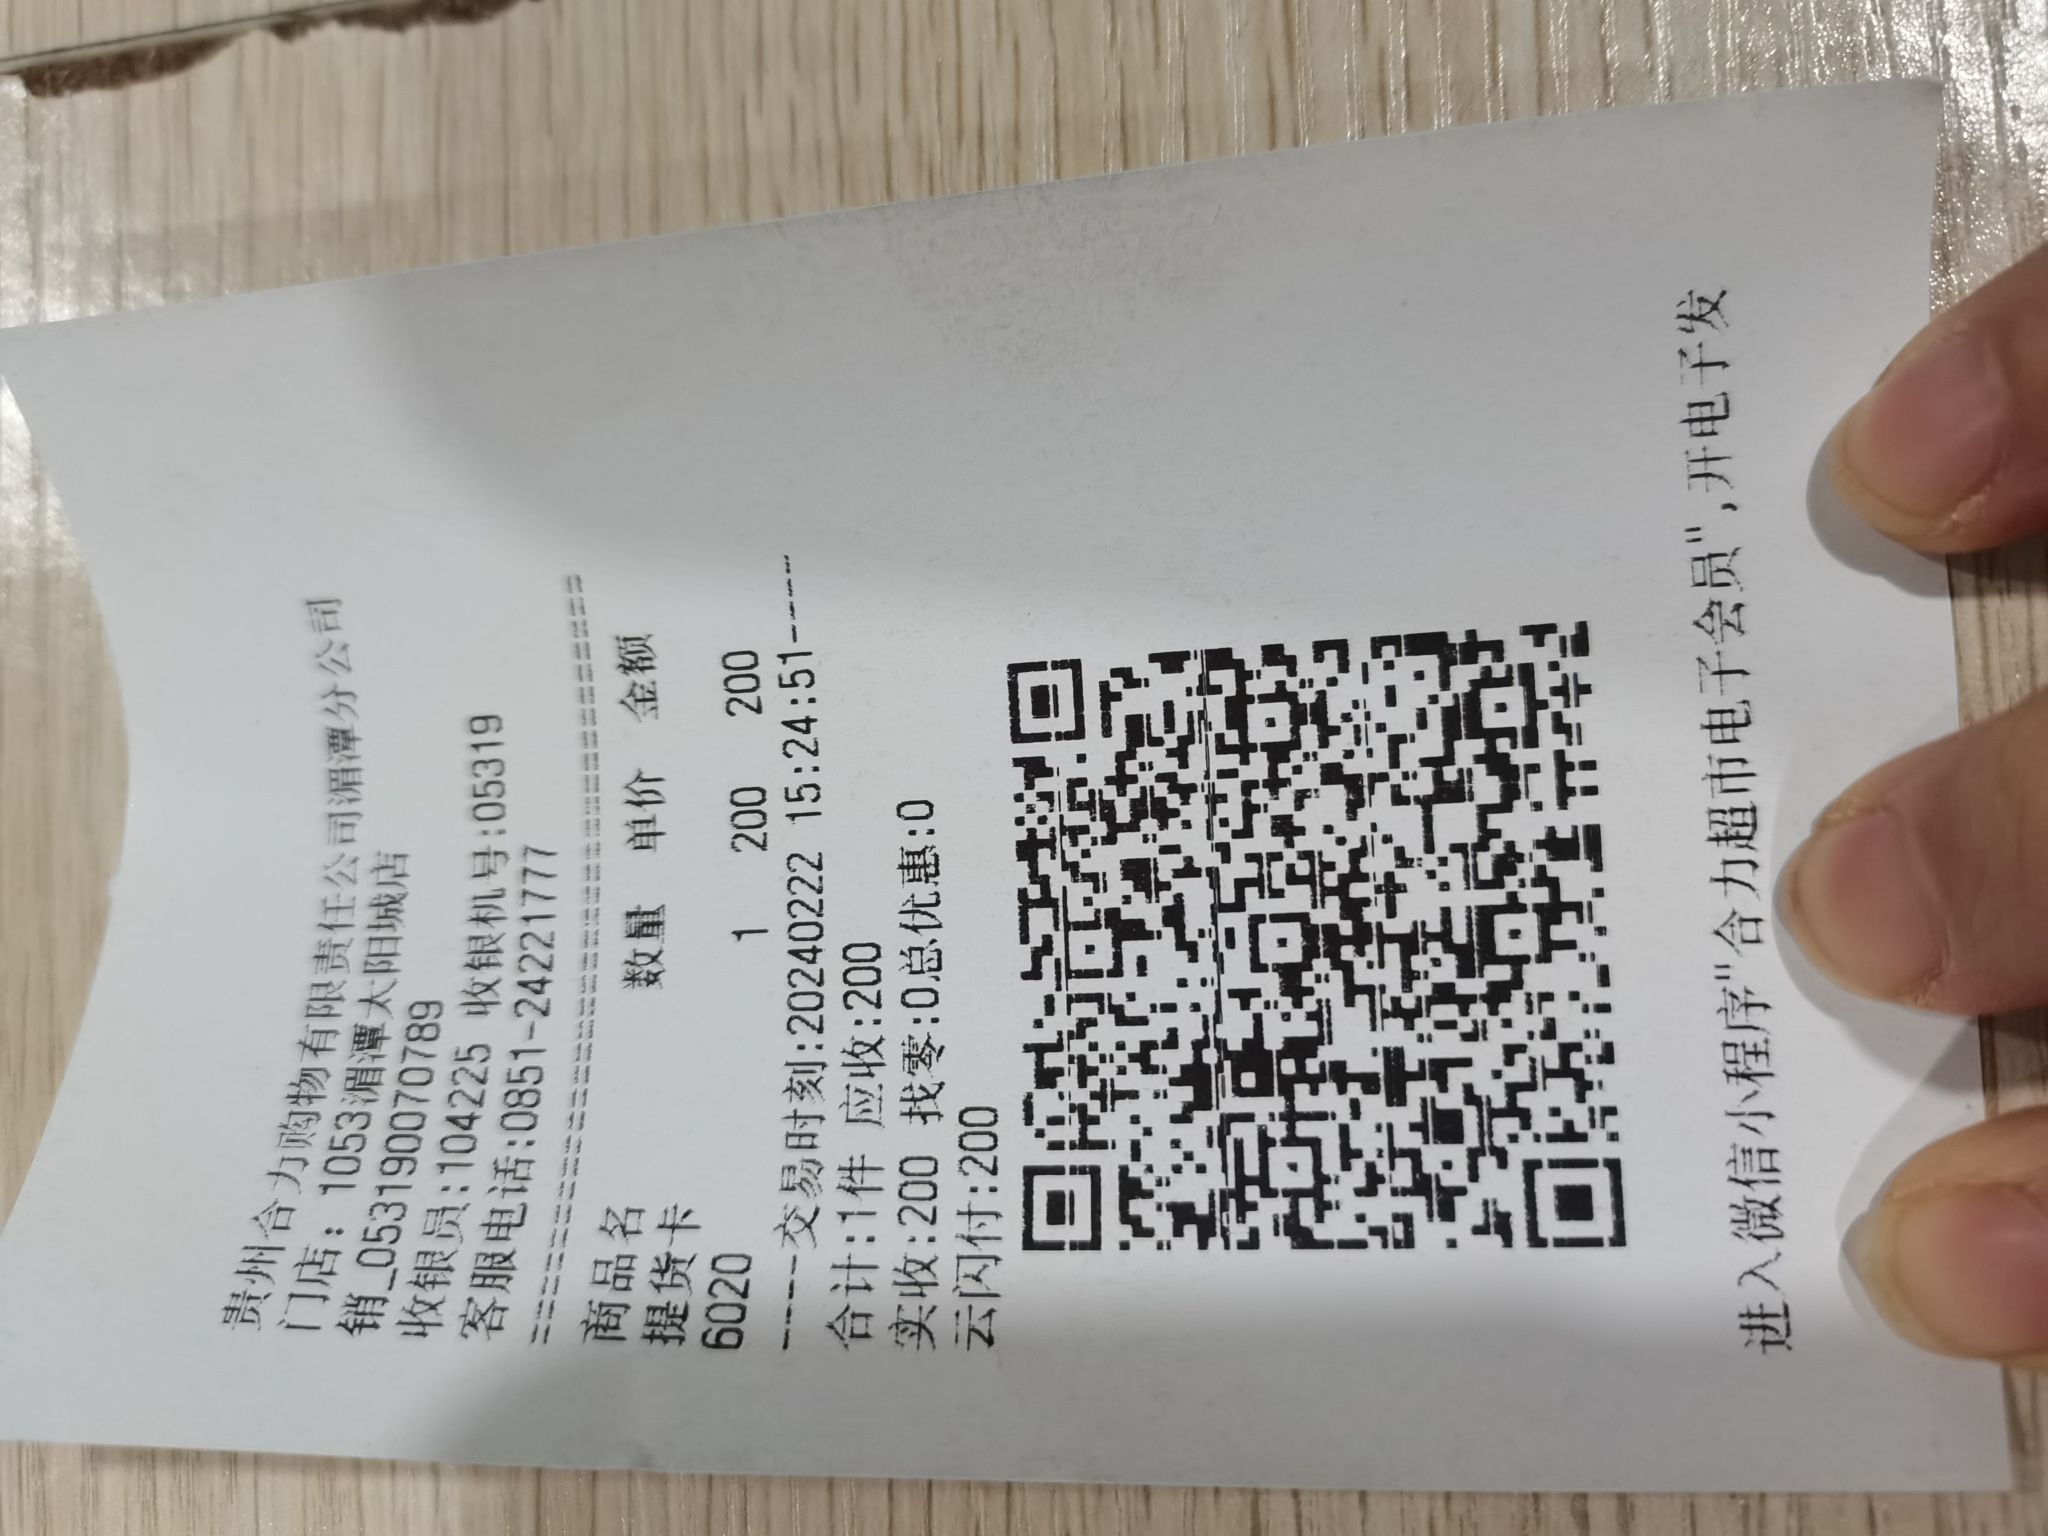 贵州合力购物有限责任公司湄潭分公司
门店：1053湄潭太阳城店
销_053190070789
收银员:104225 收银机号:05319
客服电话:0851-24221777
==================================
商品名 数量 单价 金额
提货卡
6020 1 200 200
----交易时刻:20240222 15:24:51----
合计:1件 应收:200
实收:200 找零:0总优惠:0
云闪付:200
进入微信小程序"合力超市电子会员",开电子发